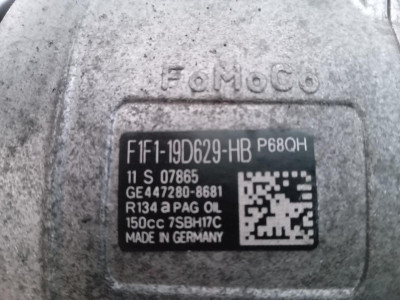 FoMoCo
F1F1-19D629-HB P68QH
11 S 07865
GE447280-8681
R134a PAG OIL
150cc 7SBH17C
MADE IN GERMANY